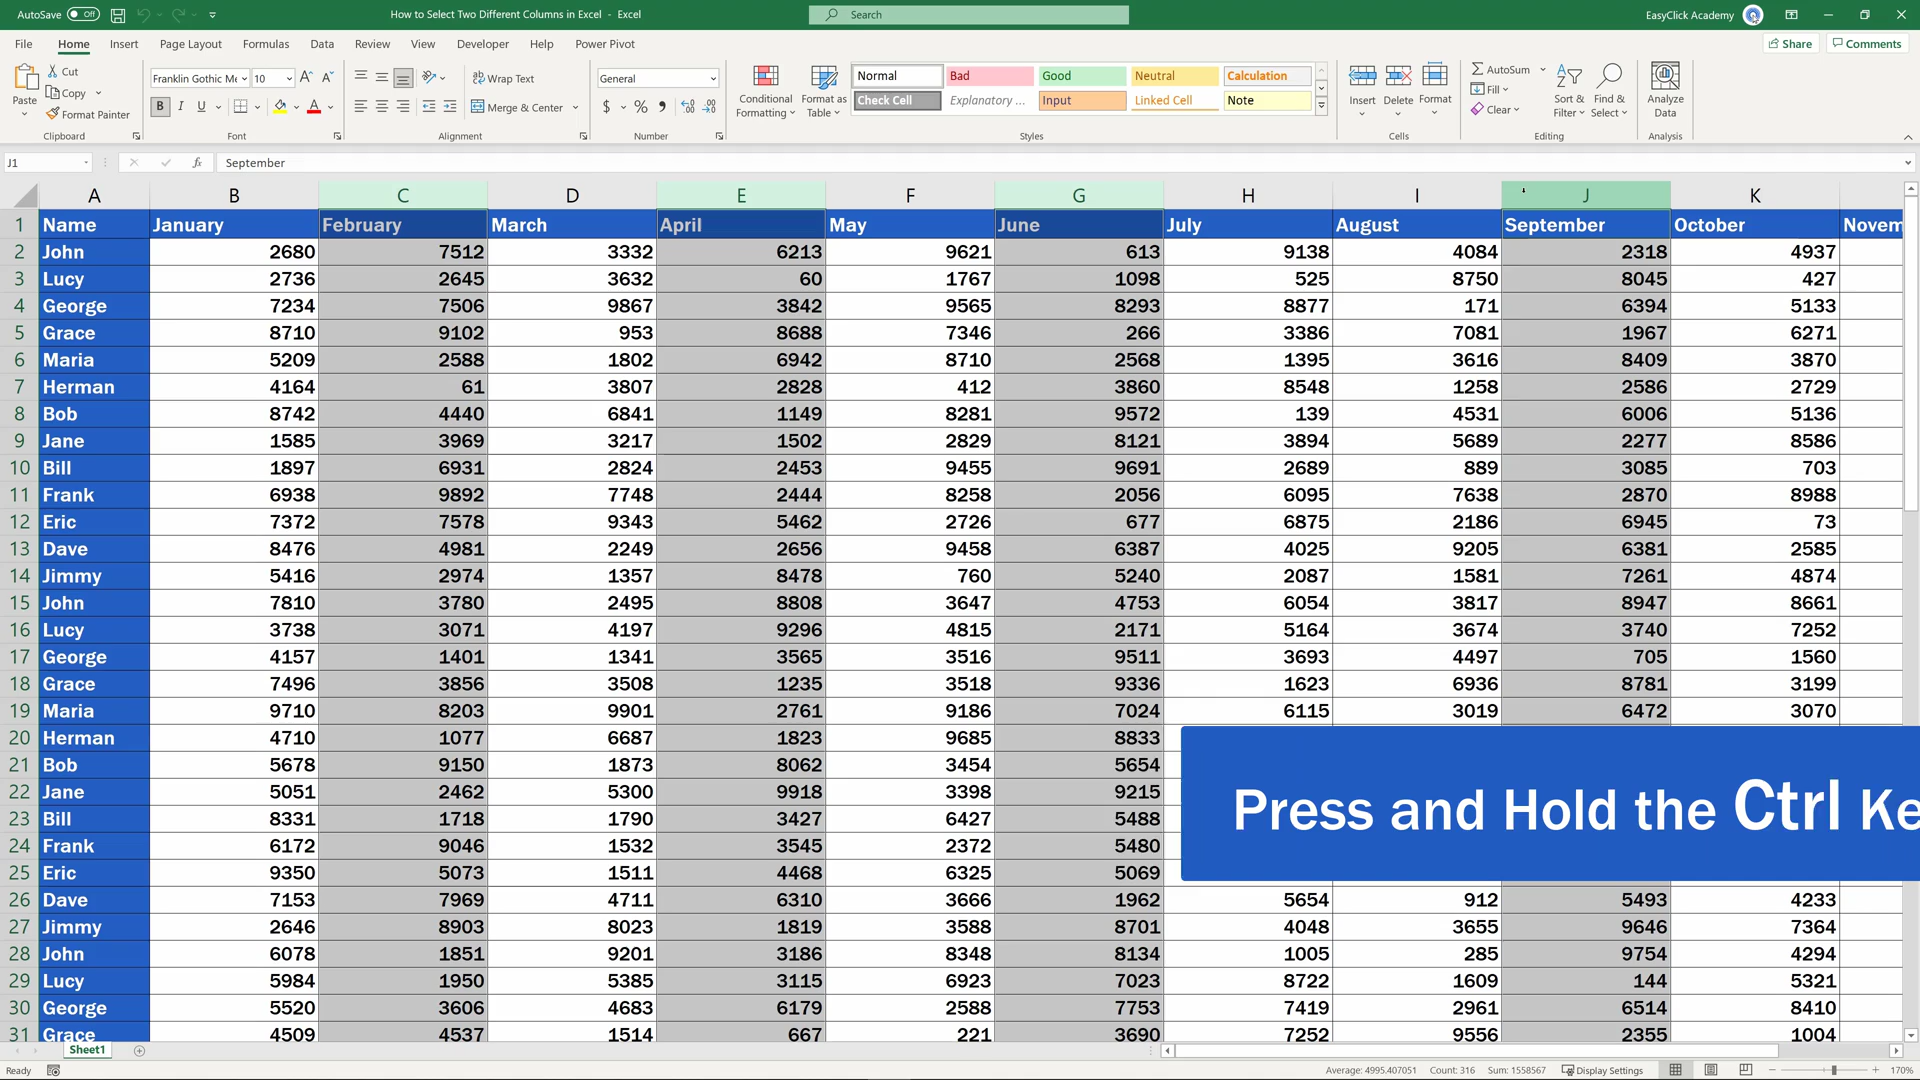 AutoSave Off How to Select Two Different Columns in Excel - Excel Search EasyClick Academy
File Home Insert Page Layout Formulas Data Review View Developer Help Power Pivot Share Comments
Paste Cut Copy Format Painter Clipboard
Franklin Gothic Me 10 B I U A Font
Wrap Text Merge & Center Alignment
General $ % Number
Conditional Formatting Format as Table
Normal Bad Good Neutral Calculation
Check Cell Explanatory ... Input Linked Cell Note
Styles
Insert Delete Format Cells
AutoSum Fill Clear Sort & Filter Find & Select Editing
Analyze Data Analysis
J1 fx September
A B C D E F G H I J K
1 Name January February March April May June July August September October Novem
2 John 2680 7512 3332 6213 9621 613 9138 4084 2318 4937
3 Lucy 2736 2645 3632 60 1767 1098 525 8750 8045 427
4 George 7234 7506 9867 3842 9565 8293 8877 171 6394 5133
5 Grace 8710 9102 953 8688 7346 266 3386 7081 1967 6271
6 Maria 5209 2588 1802 6942 8710 2568 1395 3616 8409 3870
7 Herman 4164 61 3807 2828 412 3860 8548 1258 2586 2729
8 Bob 8742 4440 6841 1149 8281 9572 139 4531 6006 5136
9 Jane 1585 3969 3217 1502 2829 8121 3894 5689 2277 8586
10 Bill 1897 6931 2824 2453 9455 9691 2689 889 3085 703
11 Frank 6938 9892 7748 2444 8258 2056 6095 7638 2870 8988
12 Eric 7372 7578 9343 5462 2726 677 6875 2186 6945 73
13 Dave 8476 4981 2249 2656 9458 6387 4025 9205 6381 2585
14 Jimmy 5416 2974 1357 8478 760 5240 2087 1581 7261 4874
15 John 7810 3780 2495 8808 3647 4753 6054 3817 8947 8661
16 Lucy 3738 3071 4197 9296 4815 2171 5164 3674 3740 7252
17 George 4157 1401 1341 3565 3516 9511 3693 4497 705 1560
18 Grace 7496 3856 3508 1235 3518 9336 1623 6936 8781 3199
19 Maria 9710 8203 9901 2761 9186 7024 6115 3019 6472 3070
20 Herman 4710 1077 6687 1823 9685 8833
21 Bob 5678 9150 1873 8062 3454 5654
22 Jane 5051 2462 5300 9918 3398 9215
23 Bill 8331 1718 1790 3427 6427 5488
24 Frank 6172 9046 1532 3545 2372 5480
25 Eric 9350 5073 1511 4468 6325 5069
Press and Hold the Ctrl Ke
26 Dave 7153 7969 4711 6310 3666 1962 5654 912 5493 4233
27 Jimmy 2646 8903 8023 1819 3588 8701 4048 3655 9646 7364
28 John 6078 1851 9201 3186 8348 8134 1005 285 9754 4294
29 Lucy 5984 1950 5385 3115 6923 7023 8722 1609 144 5321
30 George 5520 3606 4683 6179 2588 7753 7419 2961 6514 8410
31 Grace 4509 4537 1514 667 221 3690 7252 9556 2355 1004
Sheet1
Ready Average: 4995.407051 Count: 316 Sum: 1558567 Display Settings 170%